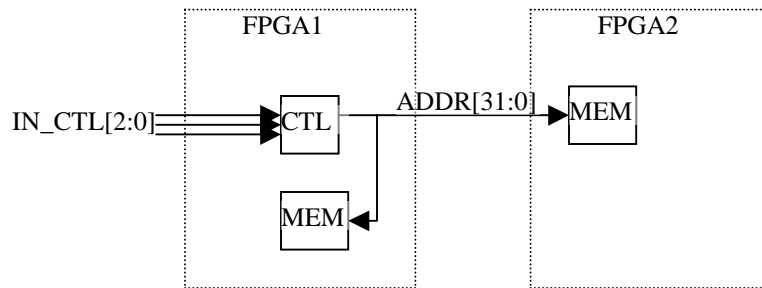 FPGA1
FPGA2
IN_CTL[2:0]
CTL
ADDR[31:0]
MEM
MEM